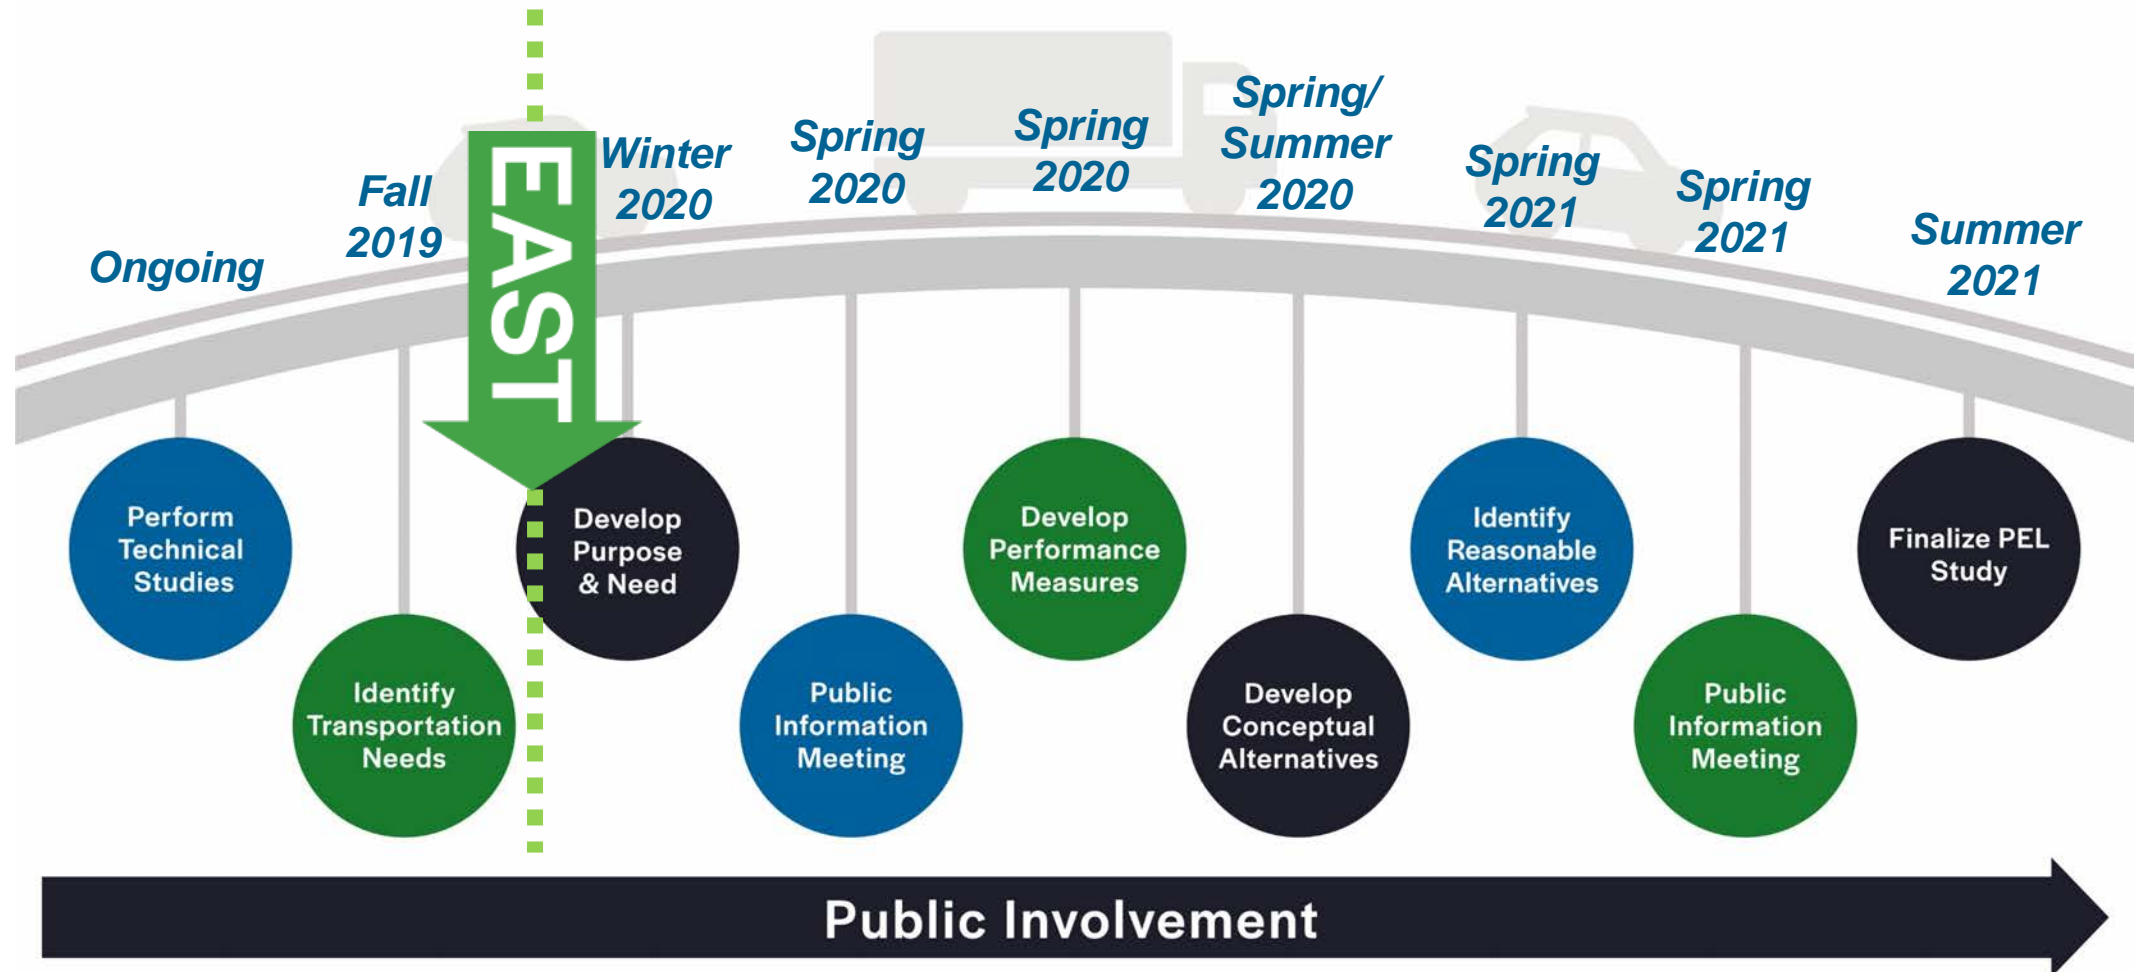 Ongoing
Fall
2019
EAST
Winter
2020
Spring
2020
Spring
2020
Spring/
Summer
2020
Spring
2021
Spring
2021
Summer
2021
Perform
Technical
Studies
Identify
Transportation
Needs
Develop
Purpose
& Need
Public
Information
Meeting
Develop
Performance
Measures
Develop
Conceptual
Alternatives
Identify
Reasonable
Alternatives
Public
Information
Meeting
Finalize PEL
Study
Public Involvement